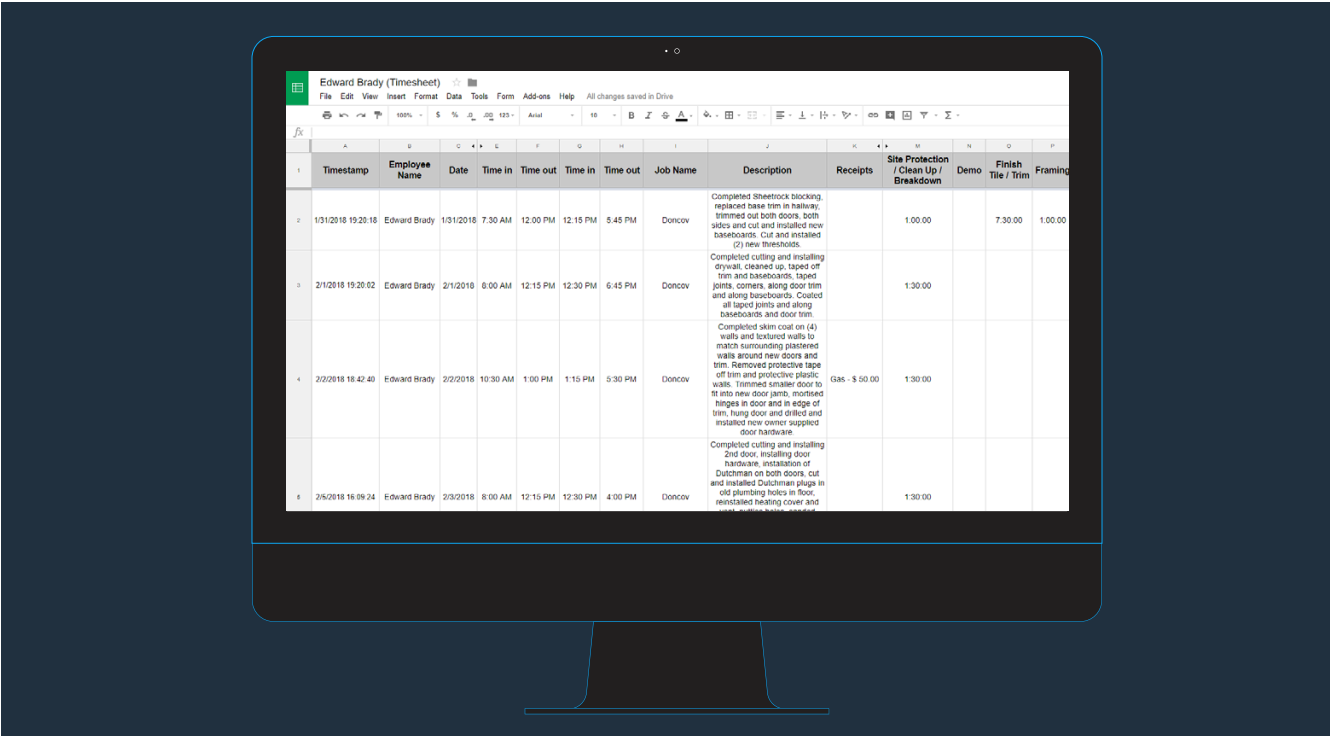 Edward Brady (Timesheet)
File Edit View Insert Format Data Tools Form Add-ons Help All changes saved in Drive
100% $ % .0 .00 123 Arial 10 B I S A
fx
A B C E F G H I J K M N O P
1 Timestamp Employee Name Date Time in Time out Time in Time out Job Name Description Receipts Site Protection / Clean Up / Breakdown Demo Finish Tile / Trim Framing
2 1/31/2018 19:20:18 Edward Brady 1/31/2018 7:30 AM 12:00 PM 12:15 PM 5:45 PM Doncov
Completed Sheetrock blocking,
replaced base trim in hallway,
trimmed out both doors, both
sides and cut and installed new
baseboards. Cut and installed
(2) new thresholds.
1:00:00 7:30:00 1:00:00
3 2/1/2018 19:20:02 Edward Brady 2/1/2018 8:00 AM 12:15 PM 12:30 PM 6:45 PM Doncov
Completed cutting and installing
drywall, cleaned up, taped off
trim and baseboards, taped
joints, corners, along door trim
and along baseboards. Coated
all taped joints and along
baseboards and door trim.
1:30:00
4 2/2/2018 18:42:40 Edward Brady 2/2/2018 10:30 AM 1:00 PM 1:15 PM 5:30 PM Doncov
Completed skim coat on (4)
walls and textured walls to
match surrounding plastered
walls around new doors and
trim. Removed protective tape
off trim and protective plastic
walls. Trimmed smaller door to
fit into new door jamb, mortised
hinges in door and in edge of
trim, hung door and drilled and
installed new owner supplied
door hardware.
Gas - $ 50.00 1:30:00
5 2/5/2018 16:09:24 Edward Brady 2/3/2018 8:00 AM 12:15 PM 12:30 PM 4:00 PM Doncov
Completed cutting and installing
2nd door, installing door
hardware, installation of
Dutchman on both doors, cut
and installed Dutchman plugs in
old plumbing holes in floor,
reinstalled heating cover and
1:30:00